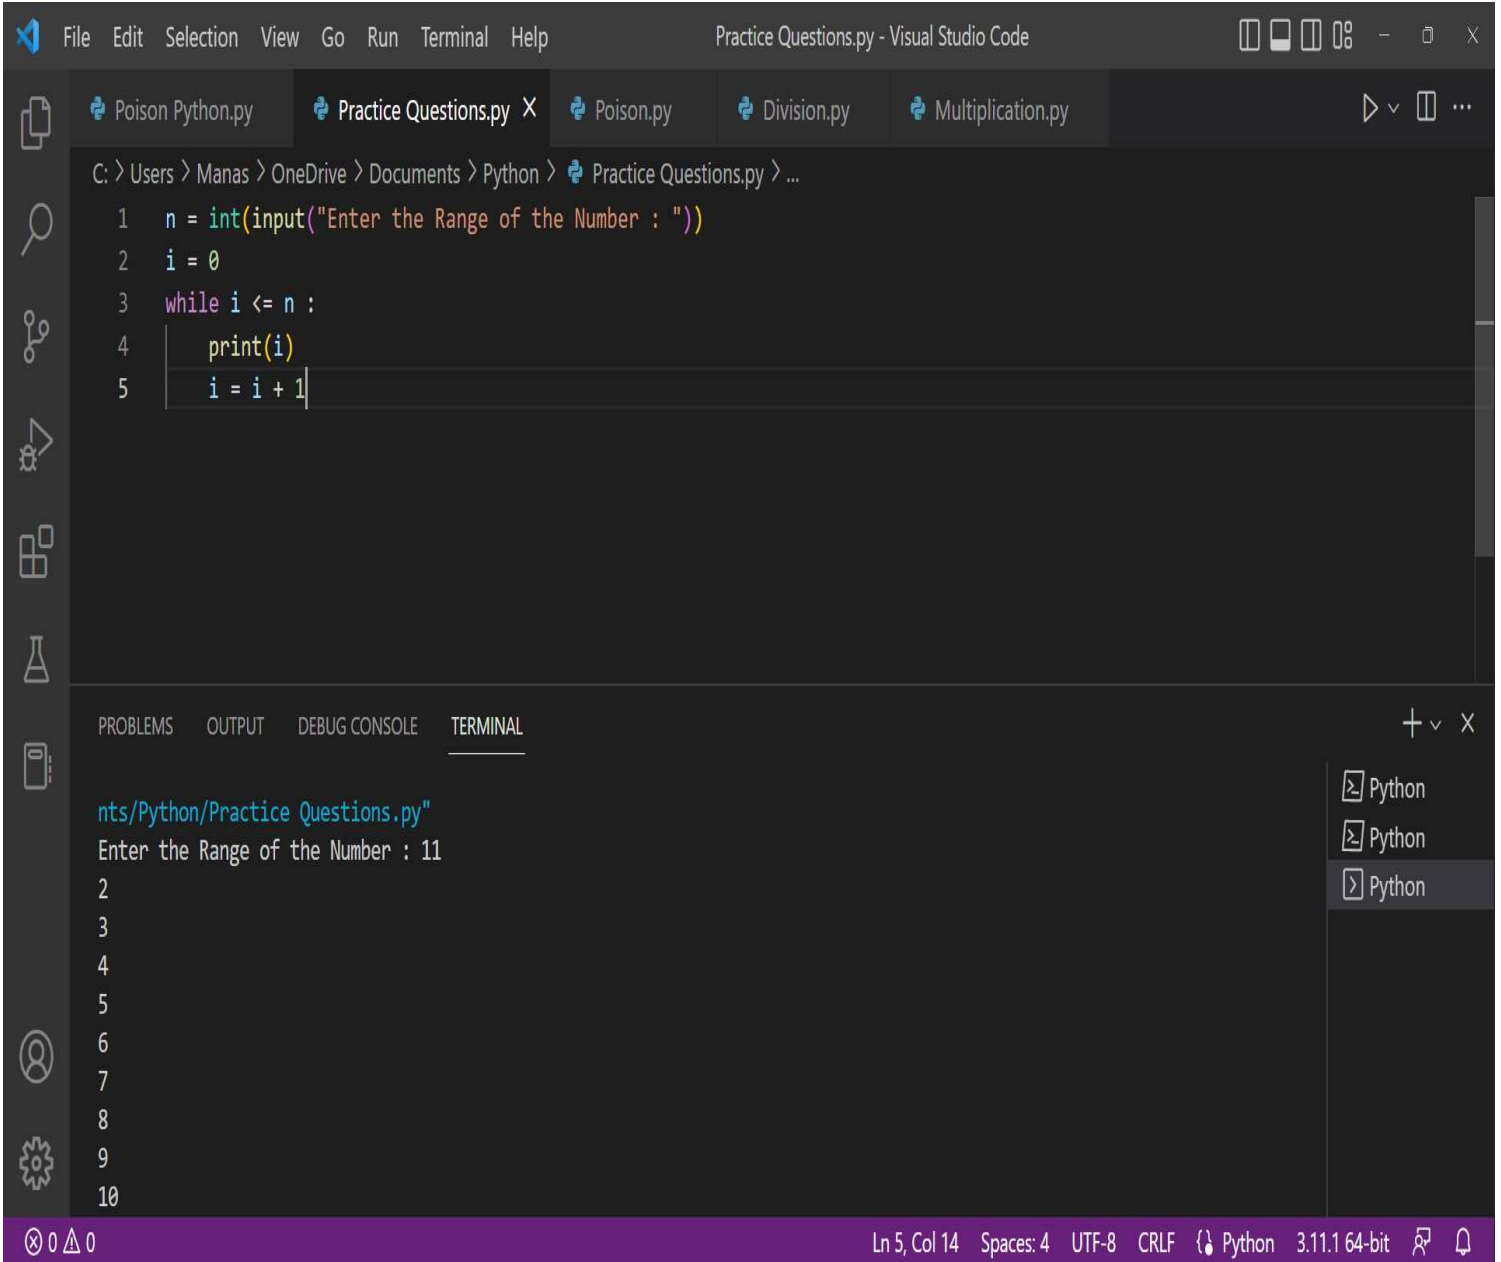 File Edit Selection View Go Run Terminal Help Practice Questions.py - Visual Studio Code
Poison Python.py Practice Questions.py Poison.py Division.py Multiplication.py
C: > Users > Manas > OneDrive > Documents > Python > Practice Questions.py > ...
1 n = int(input("Enter the Range of the Number : "))
2 i = 0
3 while i <= n :
4 print(i)
5 i = i + 1
PROBLEMS OUTPUT DEBUG CONSOLE TERMINAL
nts/Python/Practice Questions.py"
Enter the Range of the Number : 11
2
3
4
5
6
7
8
9
10
Python
Python
Python
0 0 Ln 5, Col 14 Spaces: 4 UTF-8 CRLF Python 3.11.1 64-bit